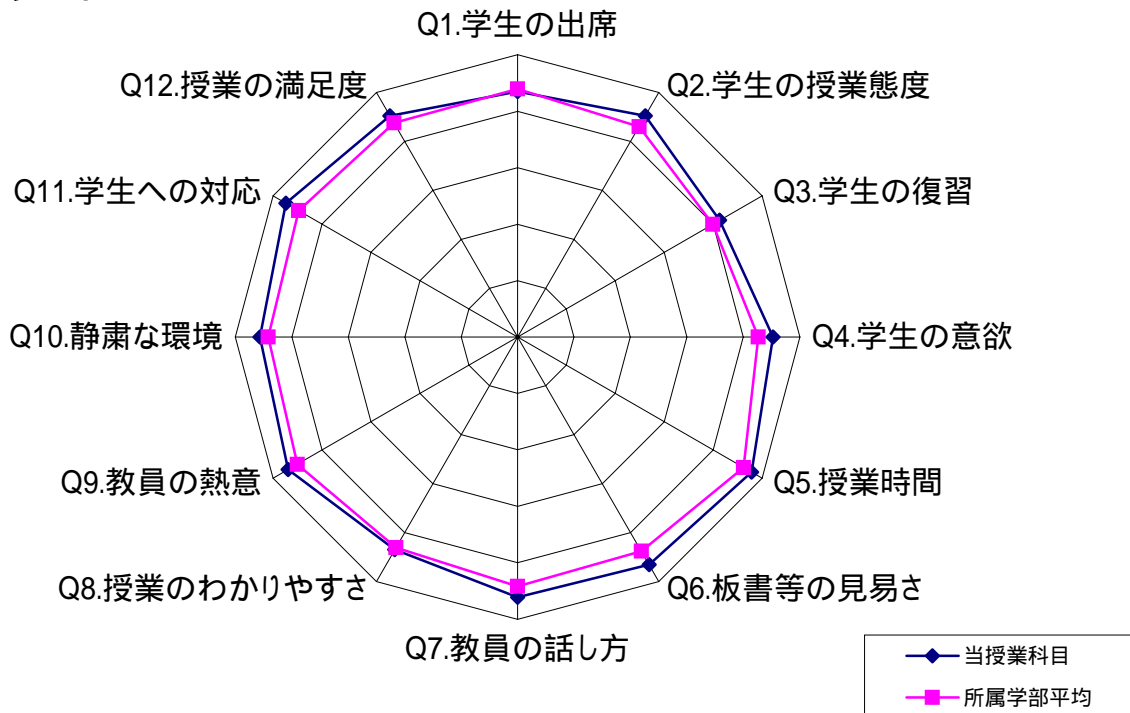 Q1.学生の出席
Q2.学生の授業態度
Q3.学生の復習
Q4.学生の意欲
Q5.授業時間
Q6.板書等の見易さ
Q7.教員の話し方
Q8.授業のわかりやすさ
Q9.教員の熱意
Q10.静粛な環境
Q11.学生への対応
Q12.授業の満足度
当授業科目
所属学部平均